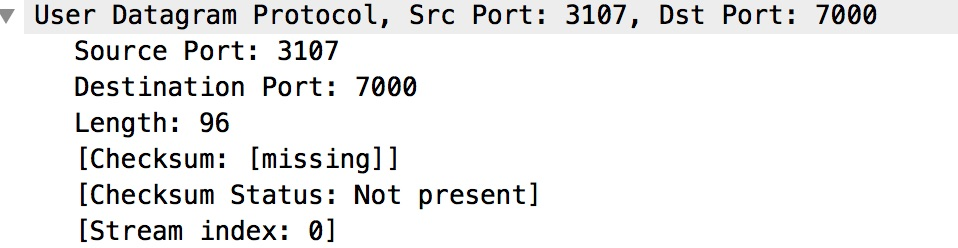 User Datagram Protocol, Src Port: 3107, Dst Port: 7000
Source Port: 3107
Destination Port: 7000
Length: 96
[Checksum: [missing]]
[Checksum Status: Not present]
[Stream index: 0]